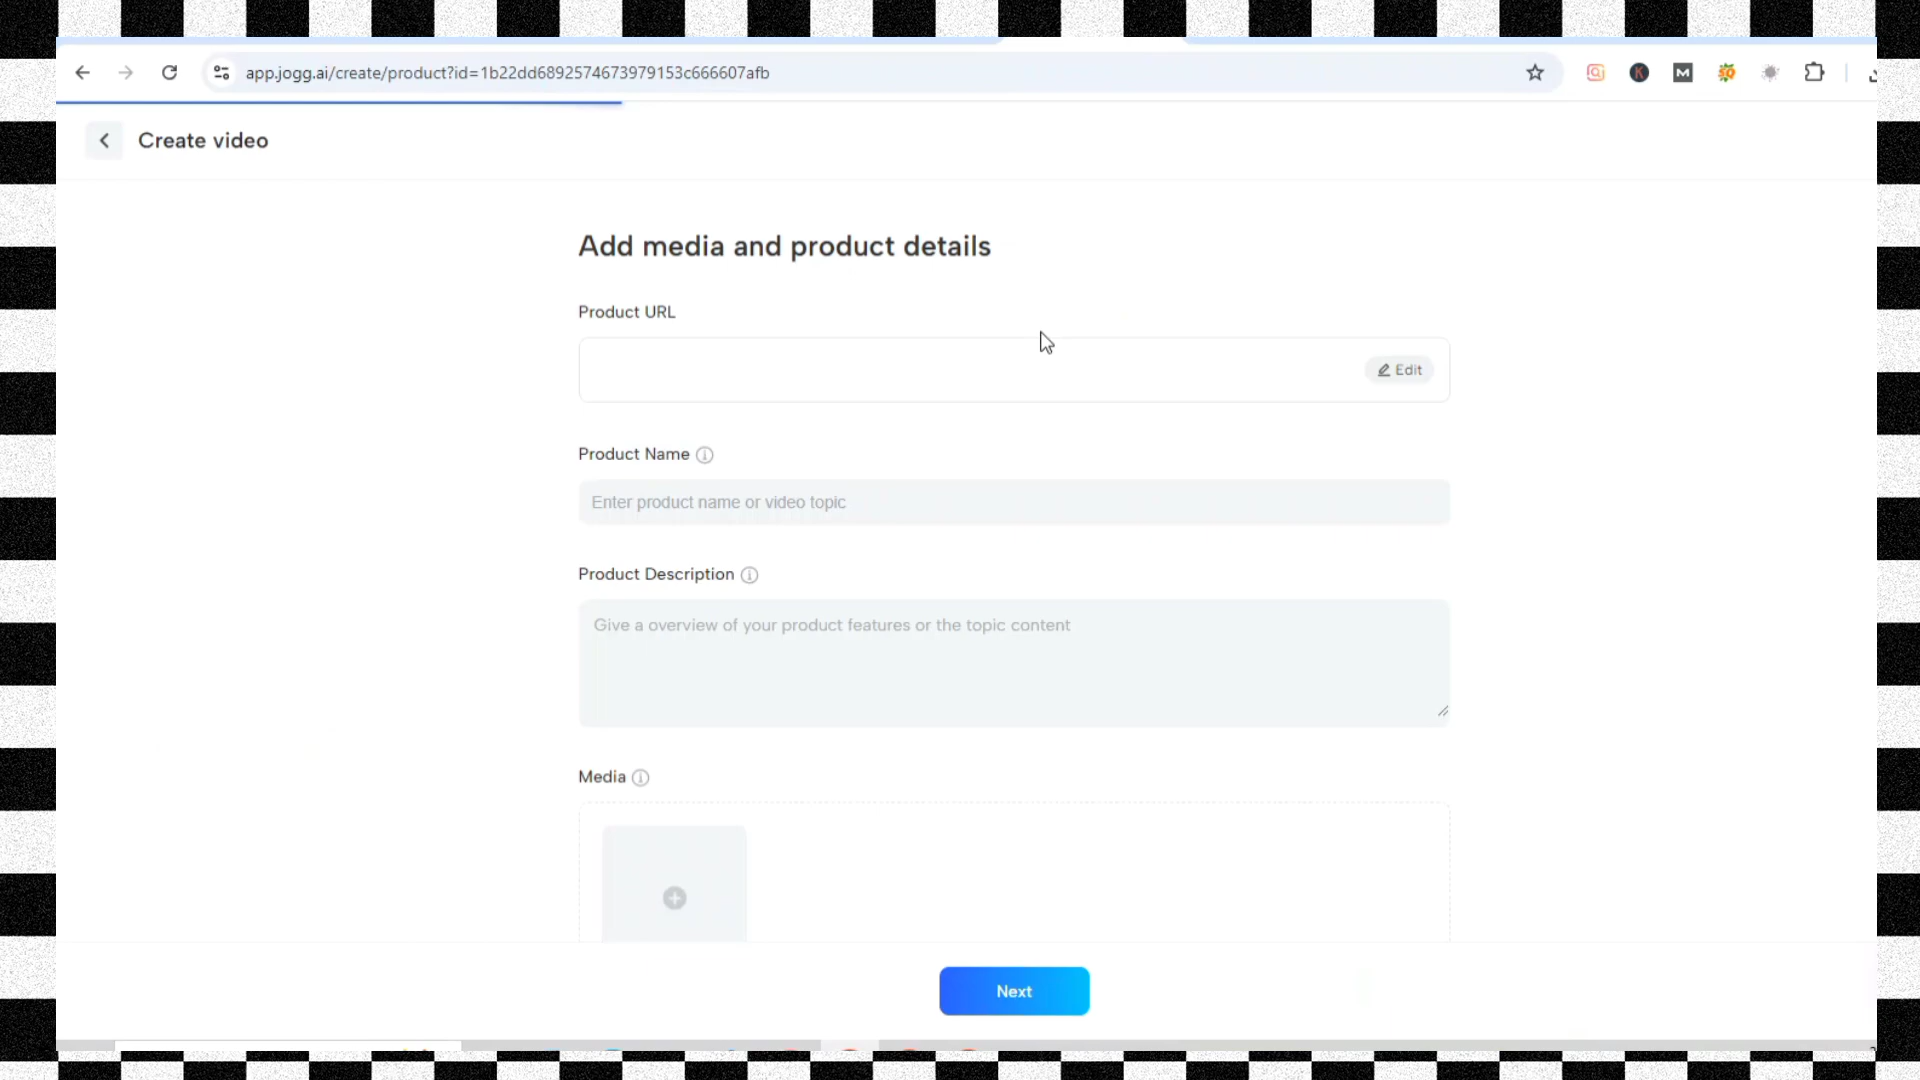 app.jogg.ai/create/product?id=1b22dd6892574673979153c666607afb
Create video
Add media and product details
Product URL
Edit
Product Name
Enter product name or video topic
Product Description
Give a overview of your product features or the topic content
Media
Next